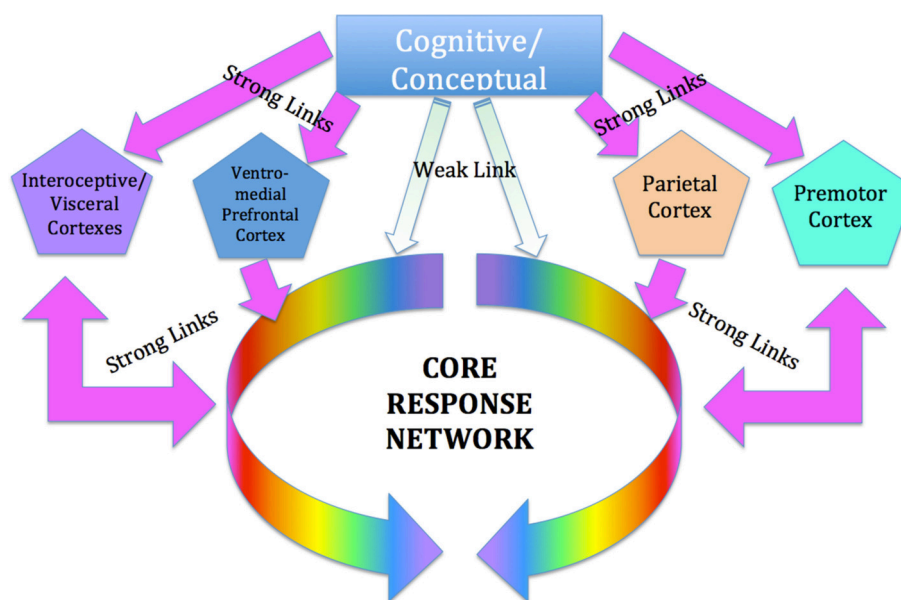 Cognitive/
Conceptual
Strong Links
Strong Links
Weak Link
Interoceptive/
Visceral
Cortexes
Ventro-
medial
Prefrontal
Cortex
Parietal
Cortex
Premotor
Cortex
Strong Links
Strong Links
CORE
RESPONSE
NETWORK